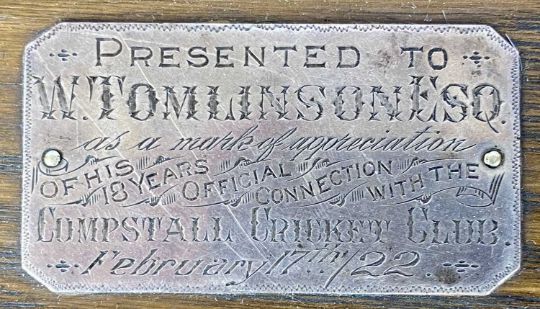 PRESENTED TO
W. TOMLINSON ESQ.
as a mark of appreciation
OF HIS 18 YEARS OFFICIAL CONNECTION WITH THE
COMPSTALL CRICKET CLUB.
February 17th/22